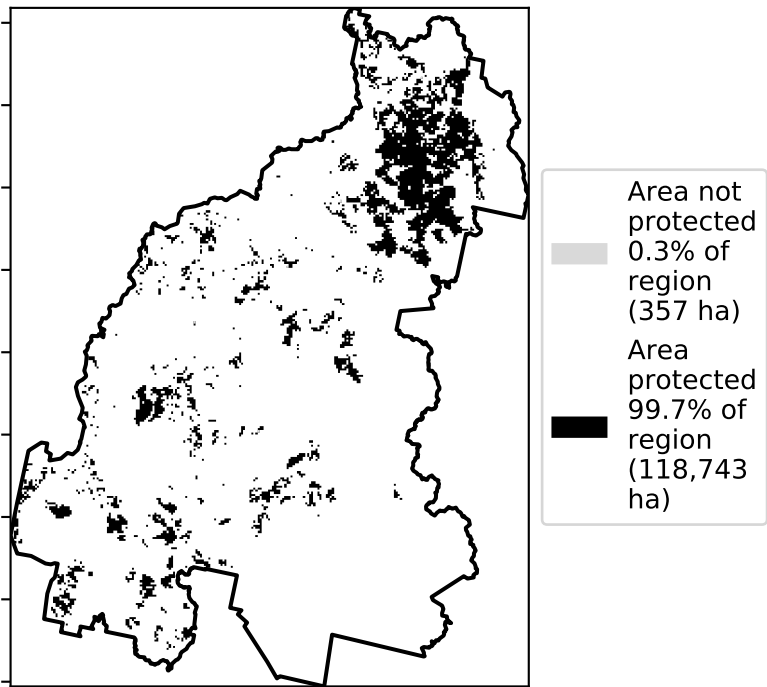 Area not
protected
0.3% of
region
(357 ha)
Area
protected
99.7% of
region
(118,743
ha)